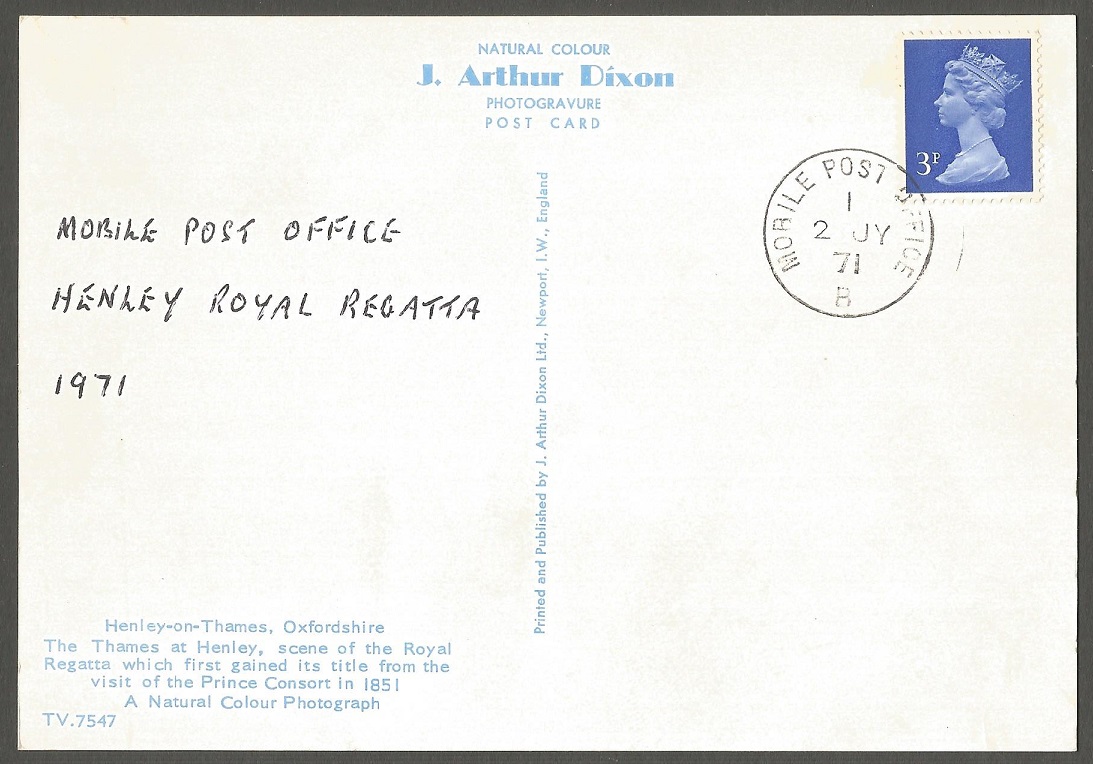 NATURAL COLOUR
J. Arthur Dixon
PHOTOGRAVURE
POST CARD
3P
MOBILE POST OFFICE
1
2 JY
71
B
MOBILE POST OFFICE
HENLEY ROYAL REGATTA
1971
Printed and Published by J. Arthur Dixon Ltd., Newport, I.W., England
Henley-on-Thames, Oxfordshire
The Thames at Henley, scene of the Royal
Regatta which first gained its title from the
visit of the Prince Consort in 1851
A Natural Colour Photograph
TV.7547